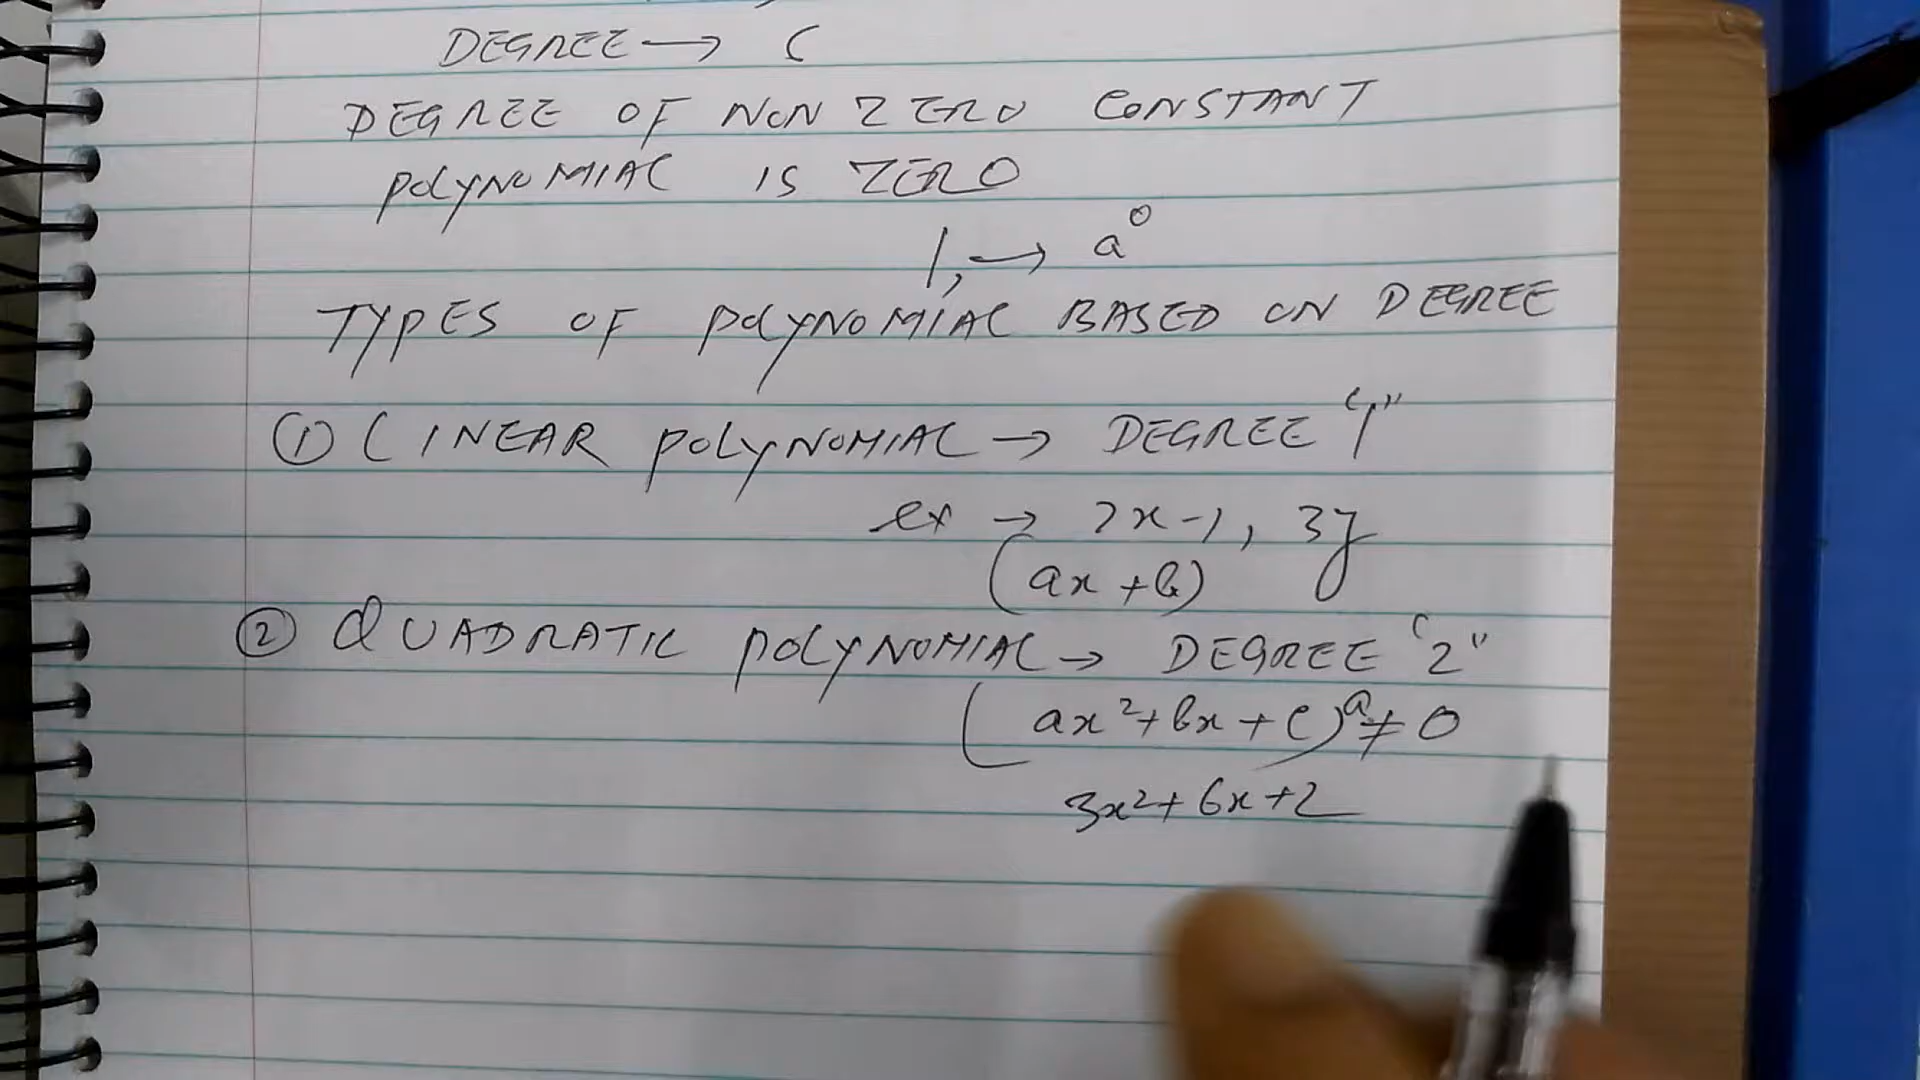 DEGREE → 6
DEGREE OF NON ZERO CONSTANT
POLYNOMIAL IS ZERO
1, → a⁰
TYPES OF POLYNOMIAL BASED ON DEGREE
① LINEAR POLYNOMIAL → DEGREE "1"
ex → 2x-1, 3y
(ax+b)
② QUADRATIC POLYNOMIAL → DEGREE "2"
(ax²+bx+c) a≠0
3x²+6x+2